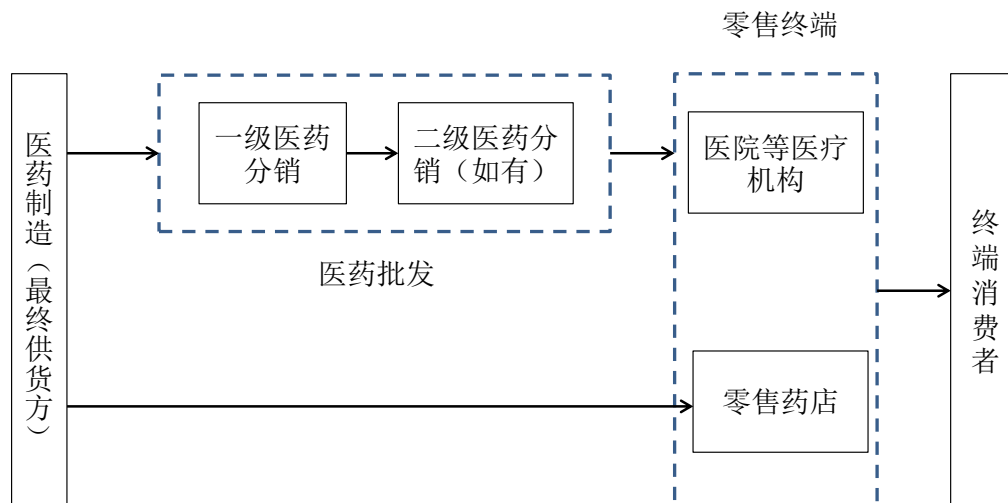 零售终端
医药制造（最终供货方）
一级医药
分销
二级医药分
销（如有）
医药批发
医院等医疗
机构
零售药店
终端消费者